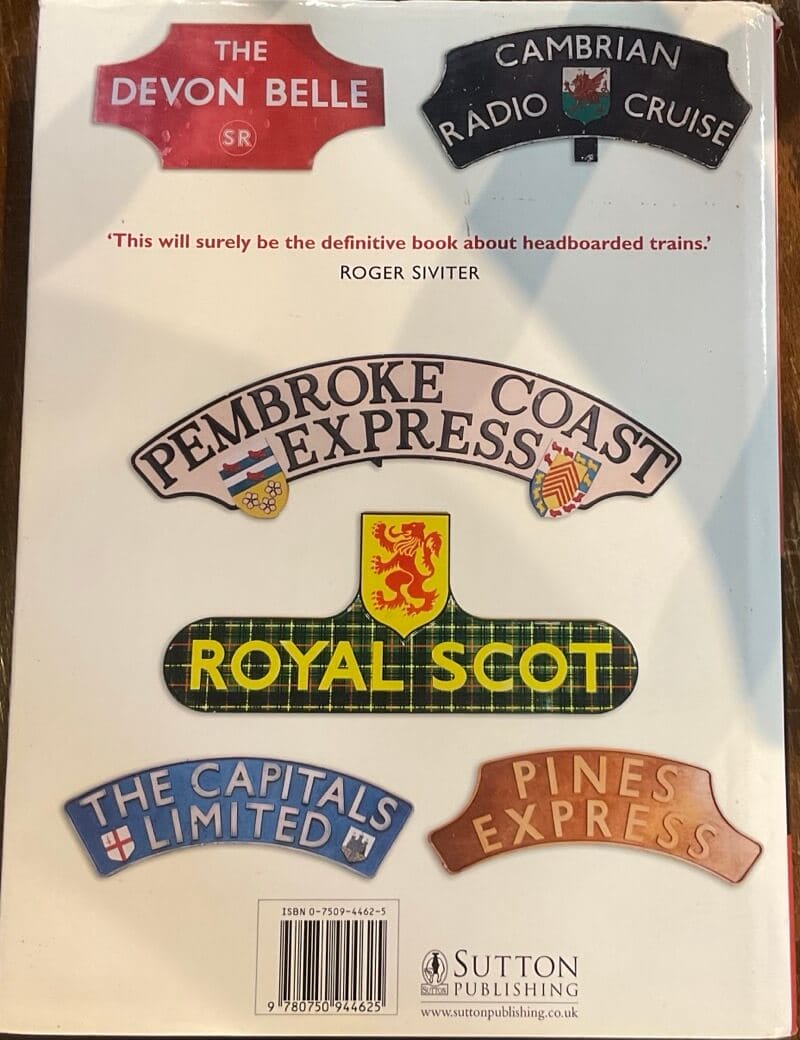 THE
DEVON BELLE
SR
CAMBRIAN
RADIO CRUISE
‘This will surely be the definitive book about headboarded trains.’
ROGER SIVITER
PEMBROKE COAST
EXPRESS
ROYAL SCOT
THE CAPITALS
LIMITED
PINES
EXPRESS
ISBN 0-7509-4462-5
9 780750 944625
SUTTON
SUTTON
PUBLISHING
www.suttonpublishing.co.uk